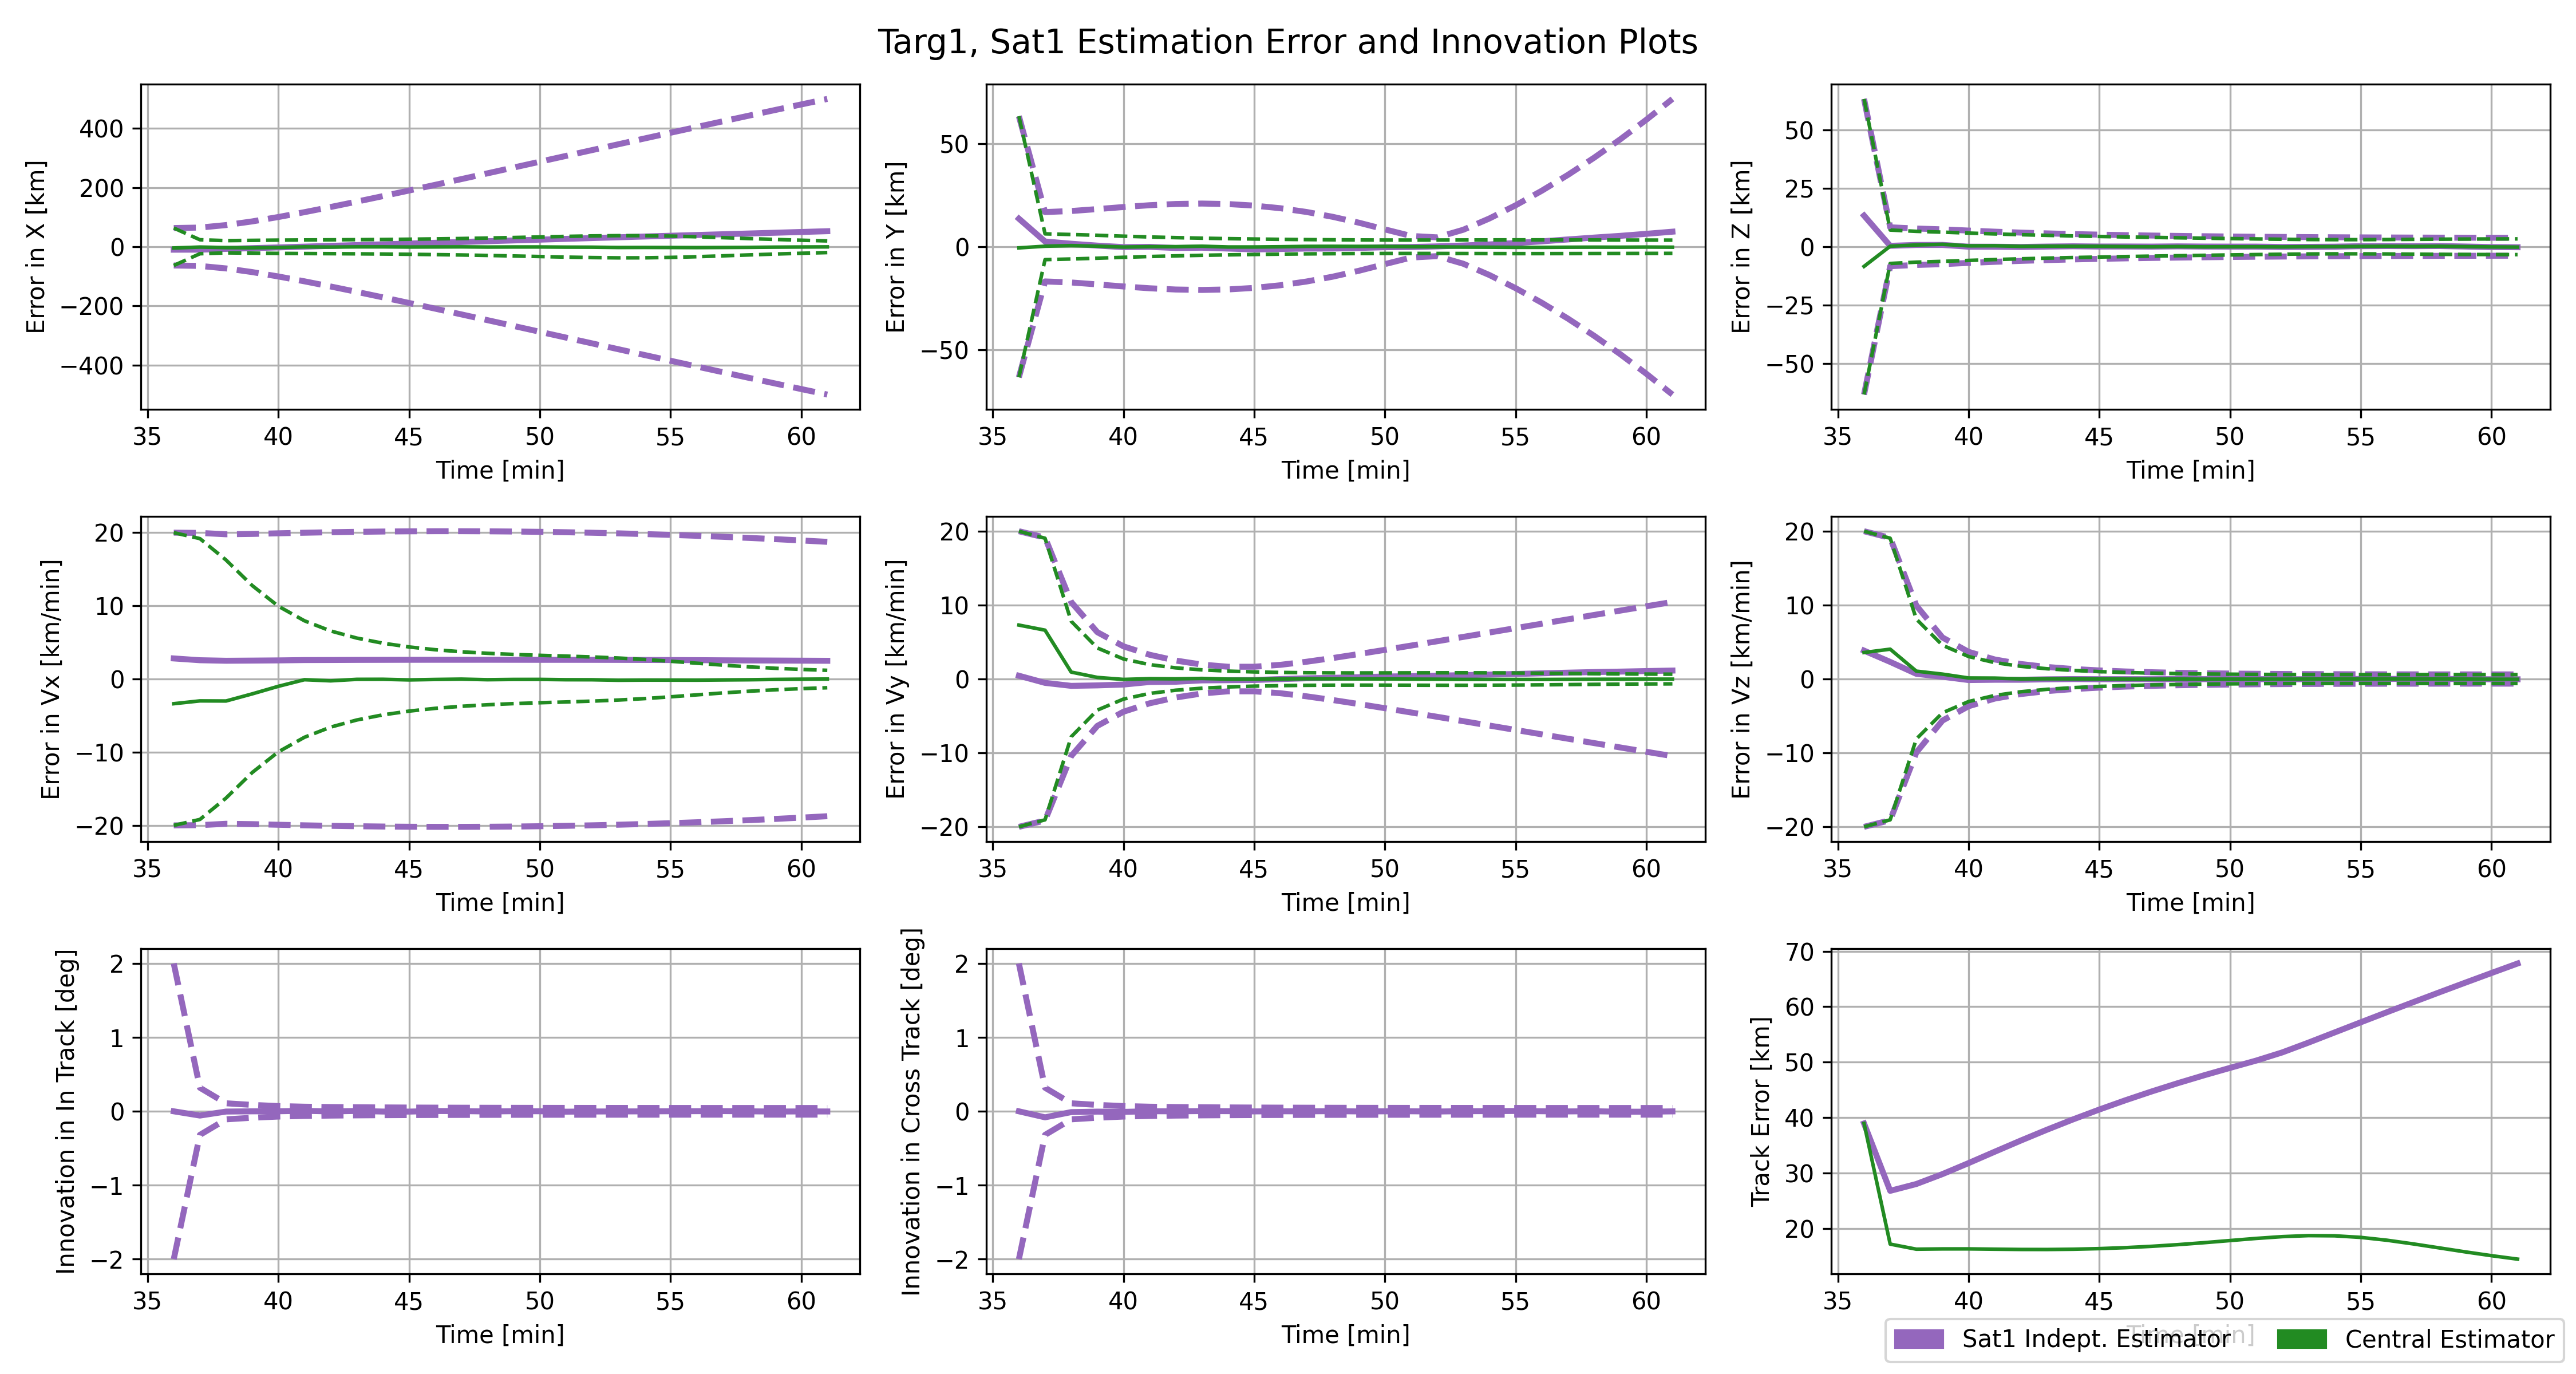 Targ1, Sat1 Estimation Error and Innovation Plots
Error in X [km]
400
200
0
−200
−400
35 40 45 50 55 60
Time [min]
Error in Y [km]
50
0
−50
35 40 45 50 55 60
Time [min]
Error in Z [km]
50
25
0
−25
−50
35 40 45 50 55 60
Time [min]
Error in Vx [km/min]
20
10
0
−10
−20
35 40 45 50 55 60
Time [min]
Error in Vy [km/min]
20
10
0
−10
−20
35 40 45 50 55 60
Time [min]
Error in Vz [km/min]
20
10
0
−10
−20
35 40 45 50 55 60
Time [min]
Innovation in In Track [deg]
2
1
0
−1
−2
35 40 45 50 55 60
Time [min]
Innovation in Cross Track [deg]
2
1
0
−1
−2
35 40 45 50 55 60
Time [min]
Track Error [km]
70
60
50
40
30
20
35 40 45 50 55 60
Time [min]
Sat1 Indept. Estimator
Central Estimator